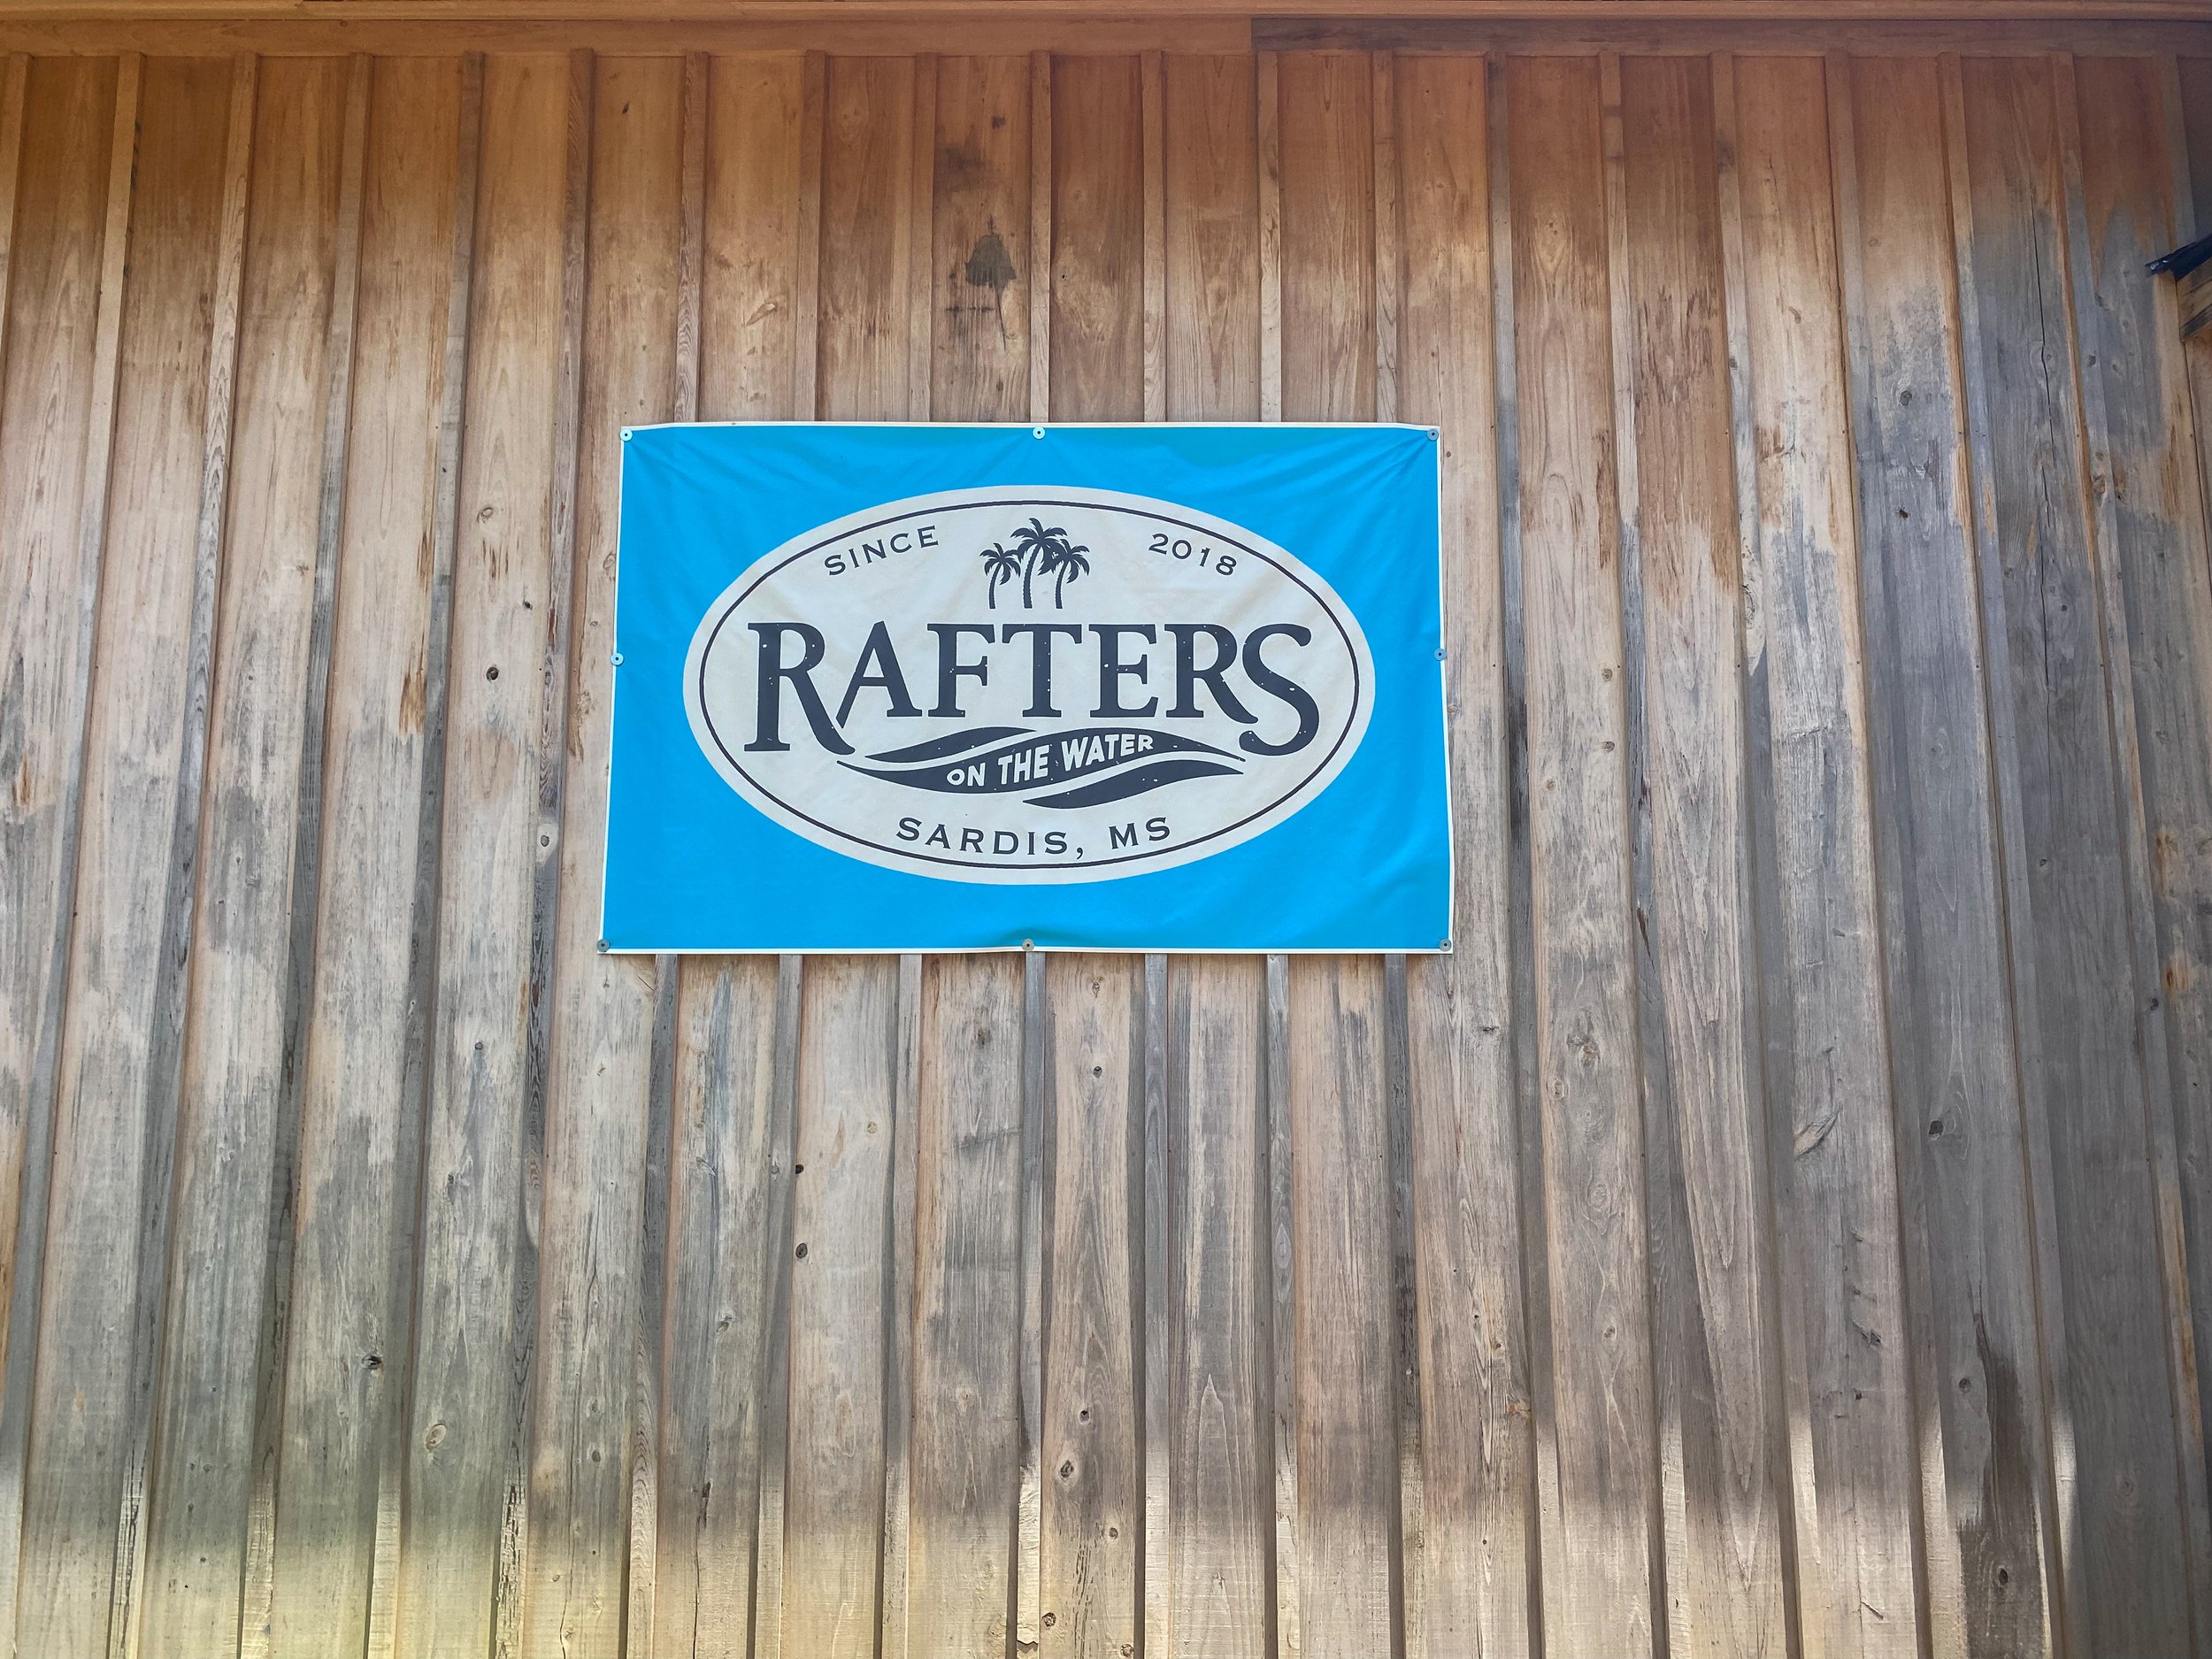 SINCE 2018
RAFTERS
ON THE WATER
SARDIS, MS